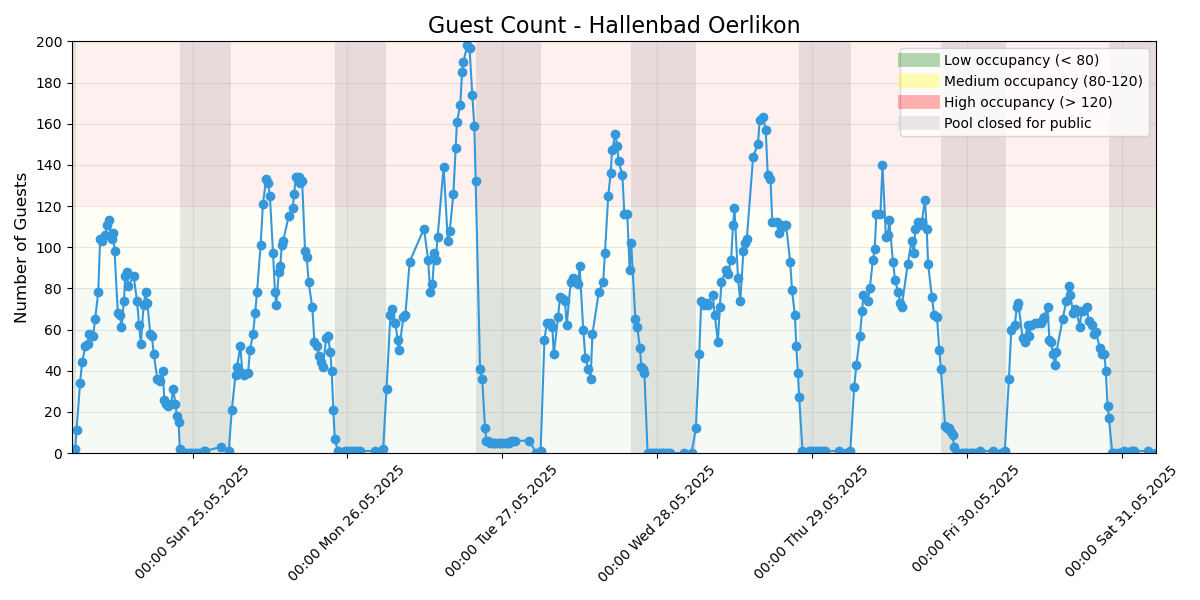 Guest Count - Hallenbad Oerlikon
Number of Guests
200
180
160
140
120
100
80
60
40
20
0
Low occupancy (< 80)
Medium occupancy (80-120)
High occupancy (> 120)
Pool closed for public
00:00 Sun 25.05.2025
00:00 Mon 26.05.2025
00:00 Tue 27.05.2025
00:00 Wed 28.05.2025
00:00 Thu 29.05.2025
00:00 Fri 30.05.2025
00:00 Sat 31.05.2025